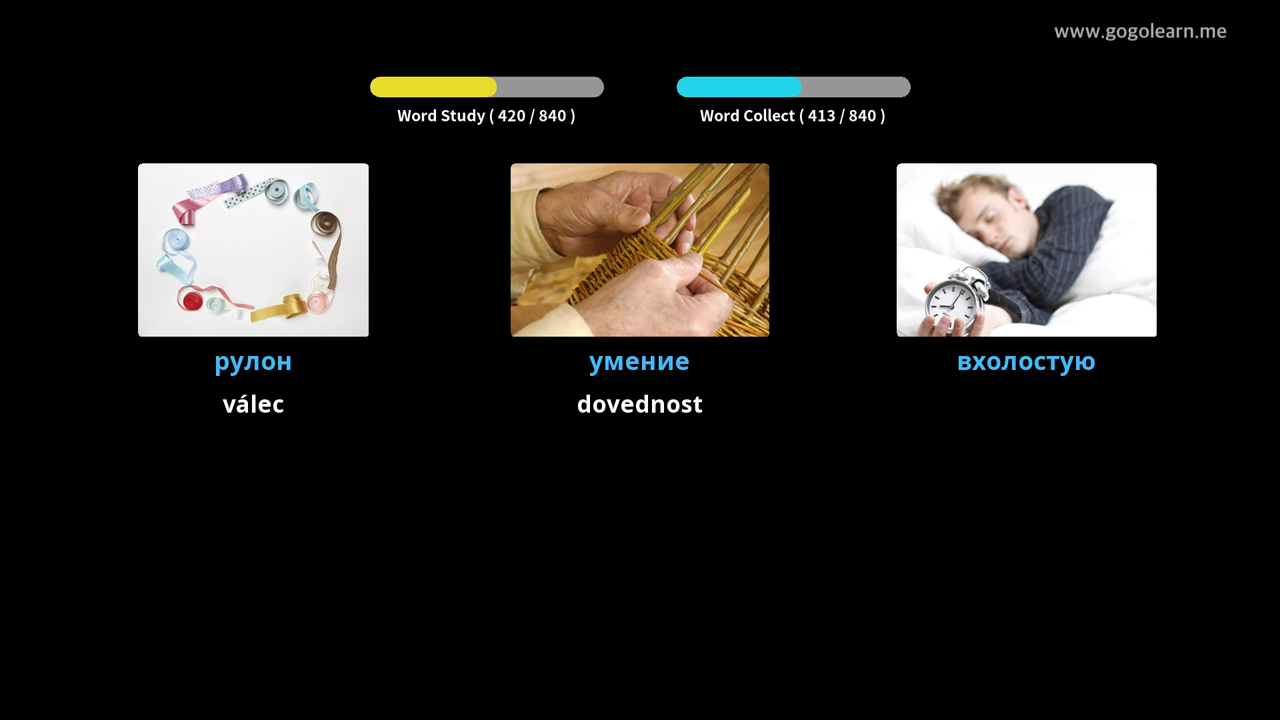 www.gogolearn.me
Word Study ( 420 / 840 )
Word Collect ( 413 / 840 )
рулон
умение
вхолостую
válec
dovednost